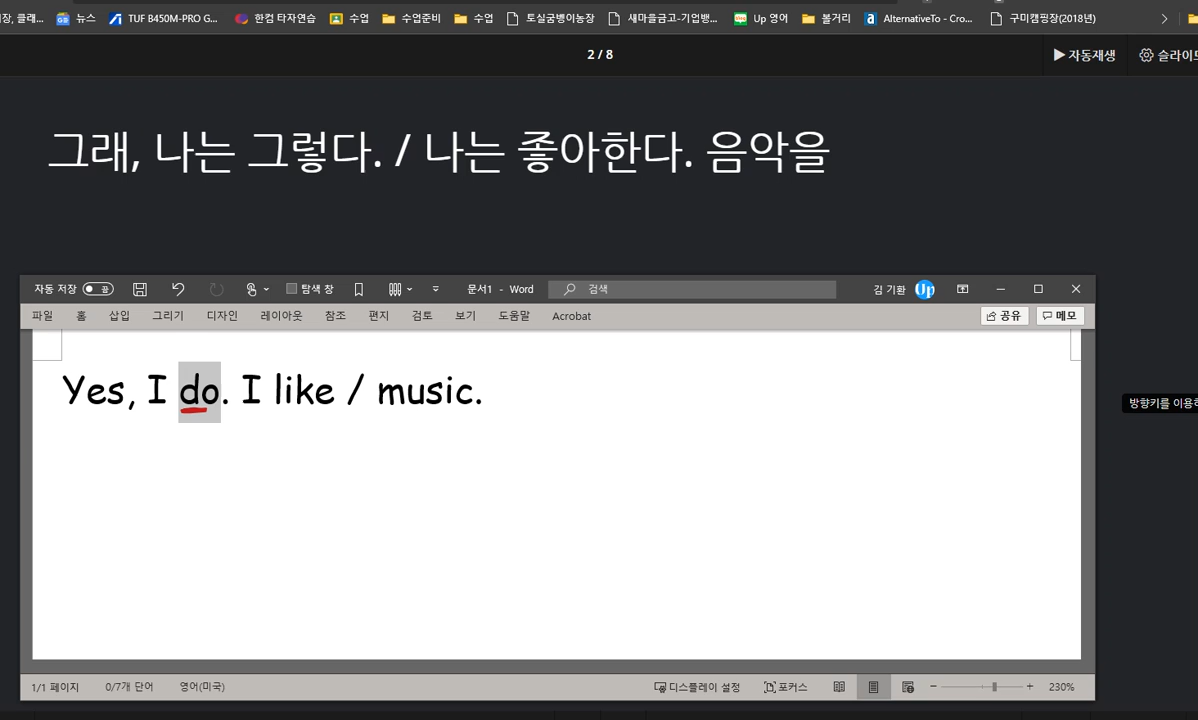 장, 클래... 뉴스 TUF B450M-PRO G... 한컴 타자연습 수업 수업준비 수업 토실굼벵이농장 새마을금고-기업뱅... Up 영어 볼거리 AlternativeTo - Cro... 구미캠핑장(2018년)
2 / 8 자동재생 슬라이드
그래, 나는 그렇다. / 나는 좋아한다. 음악을
자동 저장 끔 탐색 창 문서1 - Word 검색 김 기환 Up
파일 홈 삽입 그리기 디자인 레이아웃 참조 편지 검토 보기 도움말 Acrobat 공유 메모
Yes, I do. I like / music.
방향키를 이용하
1/1 페이지 0/7개 단어 영어(미국) 디스플레이 설정 포커스 230%